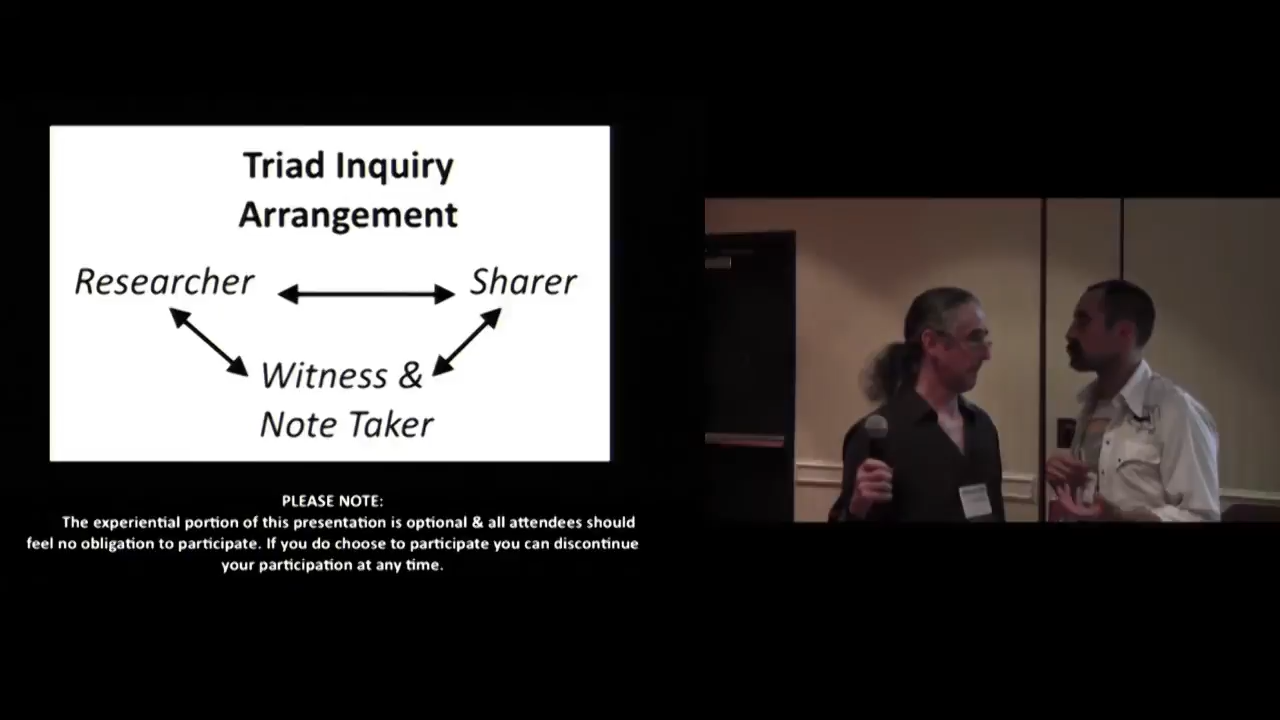 Triad Inquiry
Arrangement
Researcher
Sharer
Witness &
Note Taker
PLEASE NOTE:
The experiential portion of this presentation is optional & all attendees should
feel no obligation to participate. If you do choose to participate you can discontinue
your participation at any time.